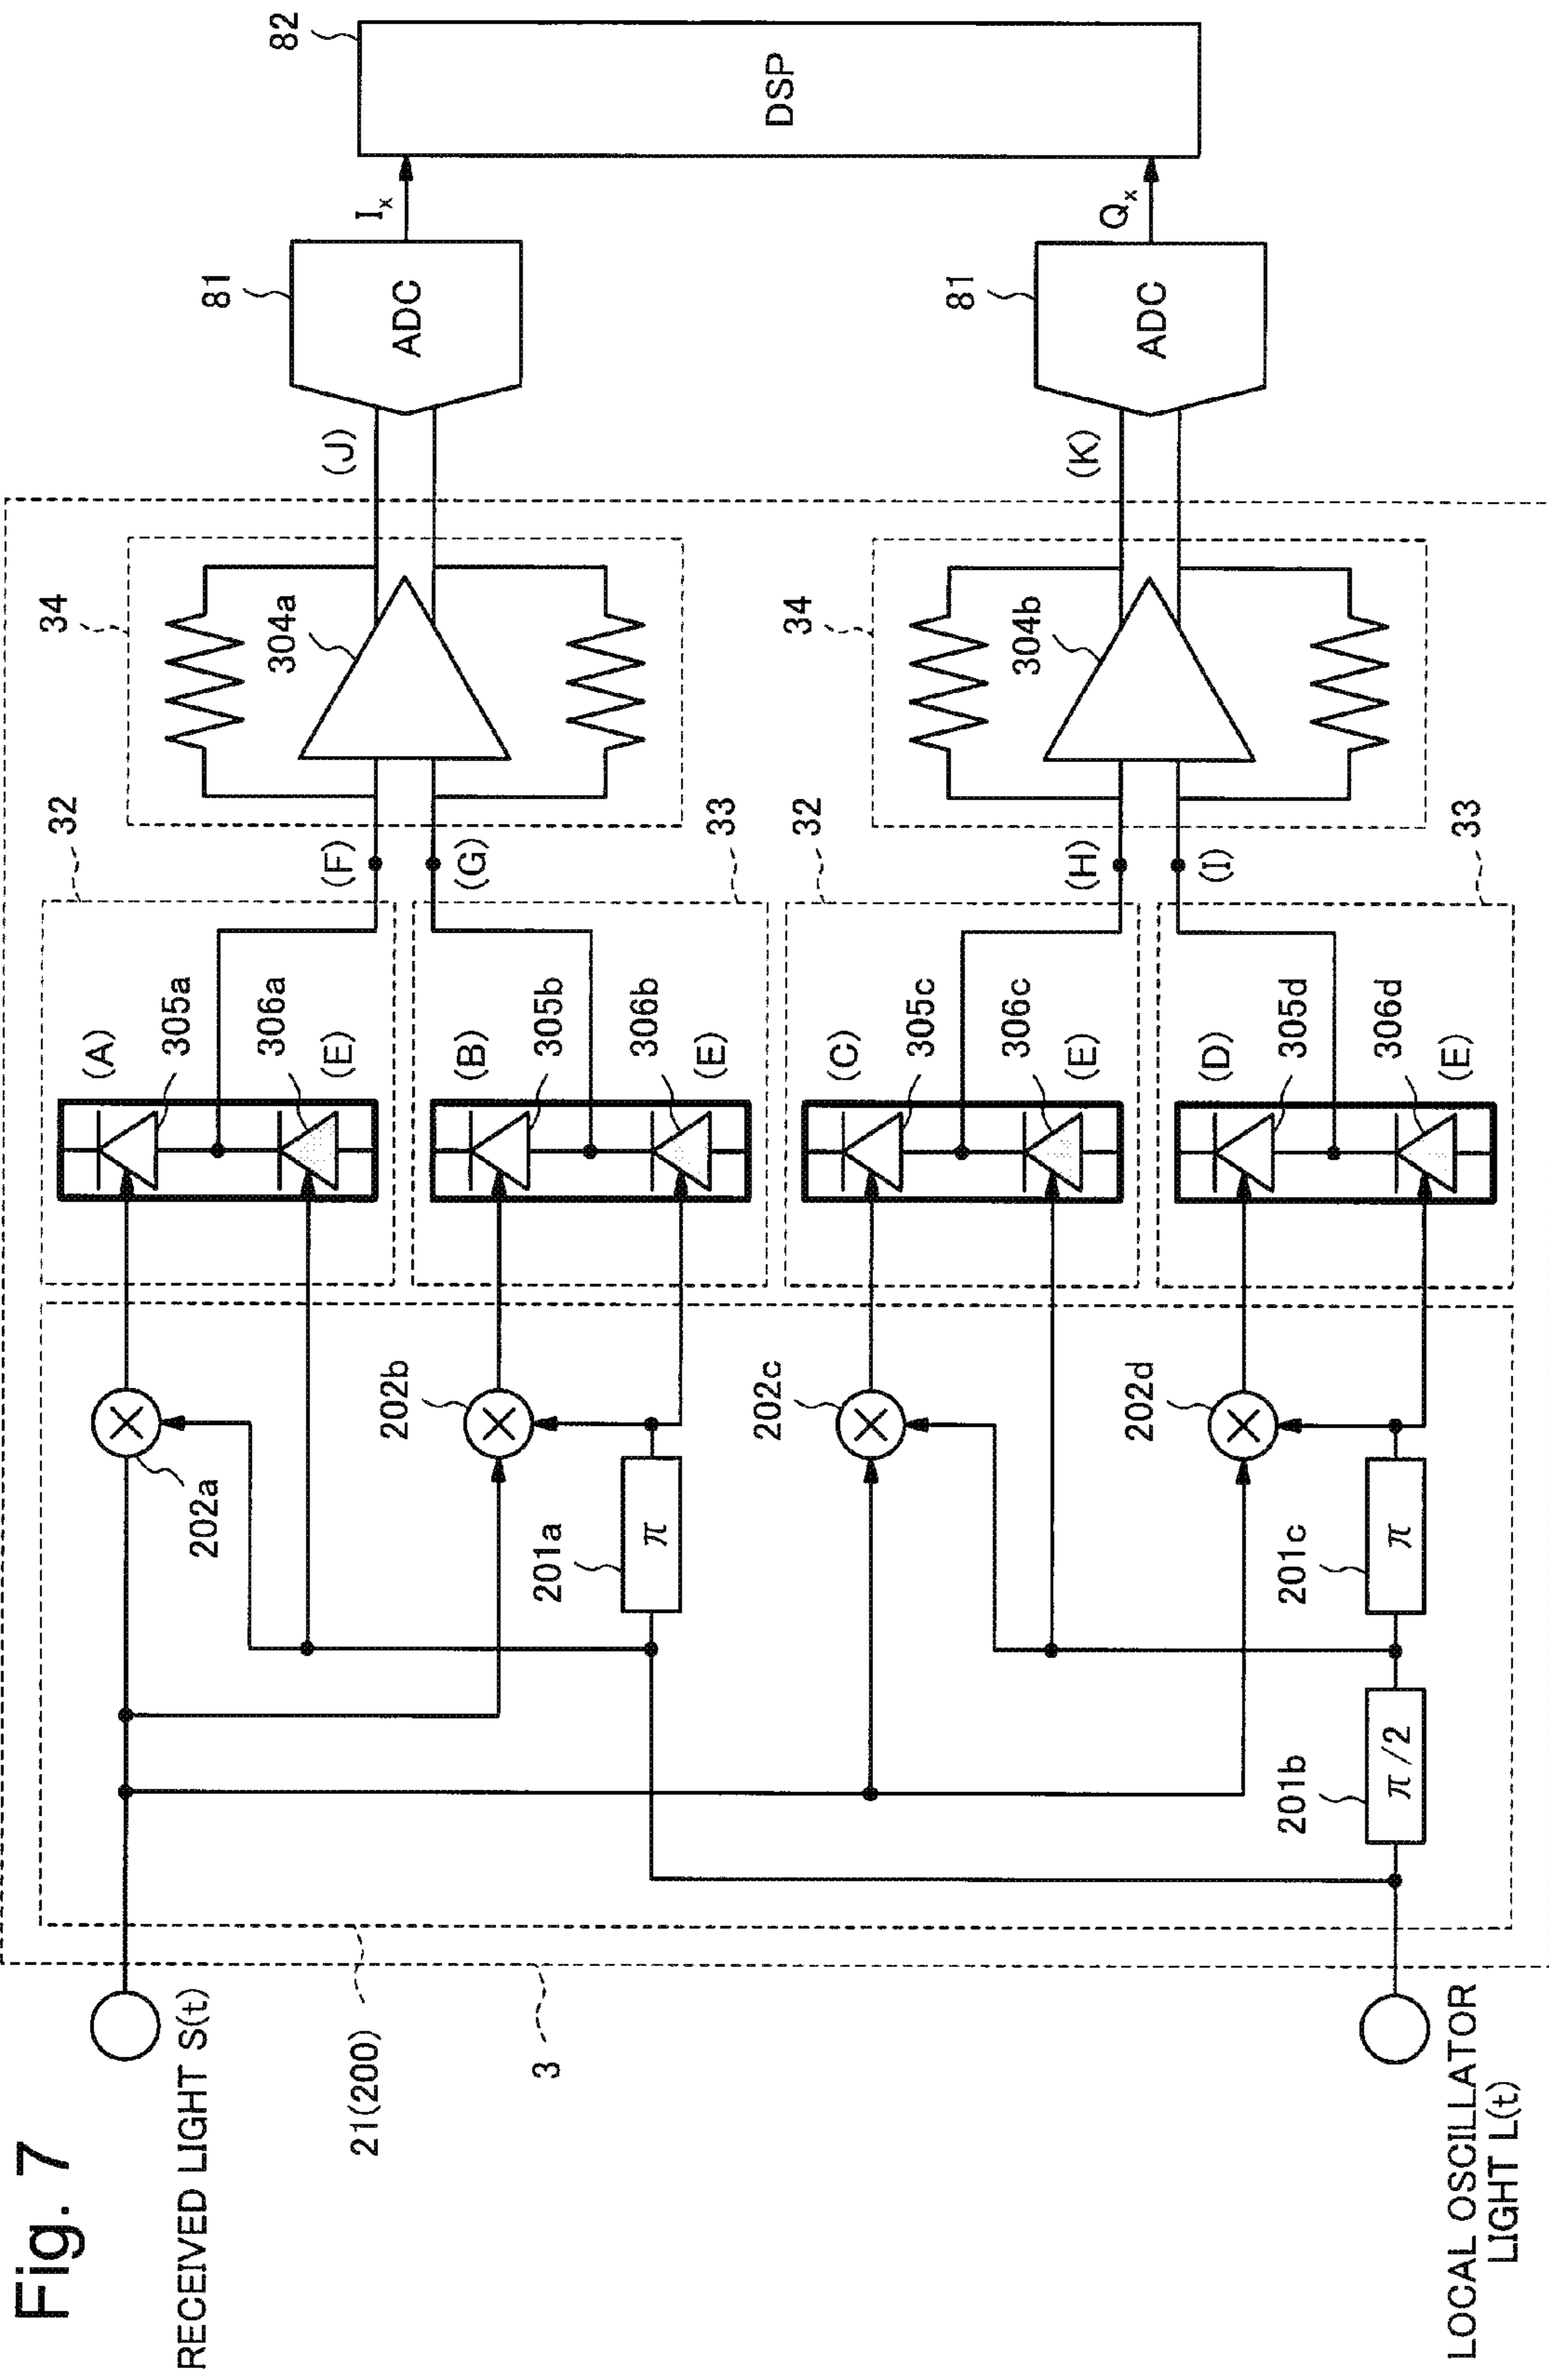 Fig. 7
RECEIVED LIGHT S(t)
LOCAL OSCILLATOR
LIGHT L(t)
21(200)
3
202a
202b
202c
202d
201a
π
201b
π/2
201c
π
32
(A)
305a
306a
(E)
(F)
33
(B)
305b
306b
(E)
(G)
32
(C)
305c
306c
(E)
(H)
33
(D)
305d
306d
(E)
(I)
34
304a
(J)
34
304b
(K)
81
ADC
Ix
81
ADC
Qx
82
DSP